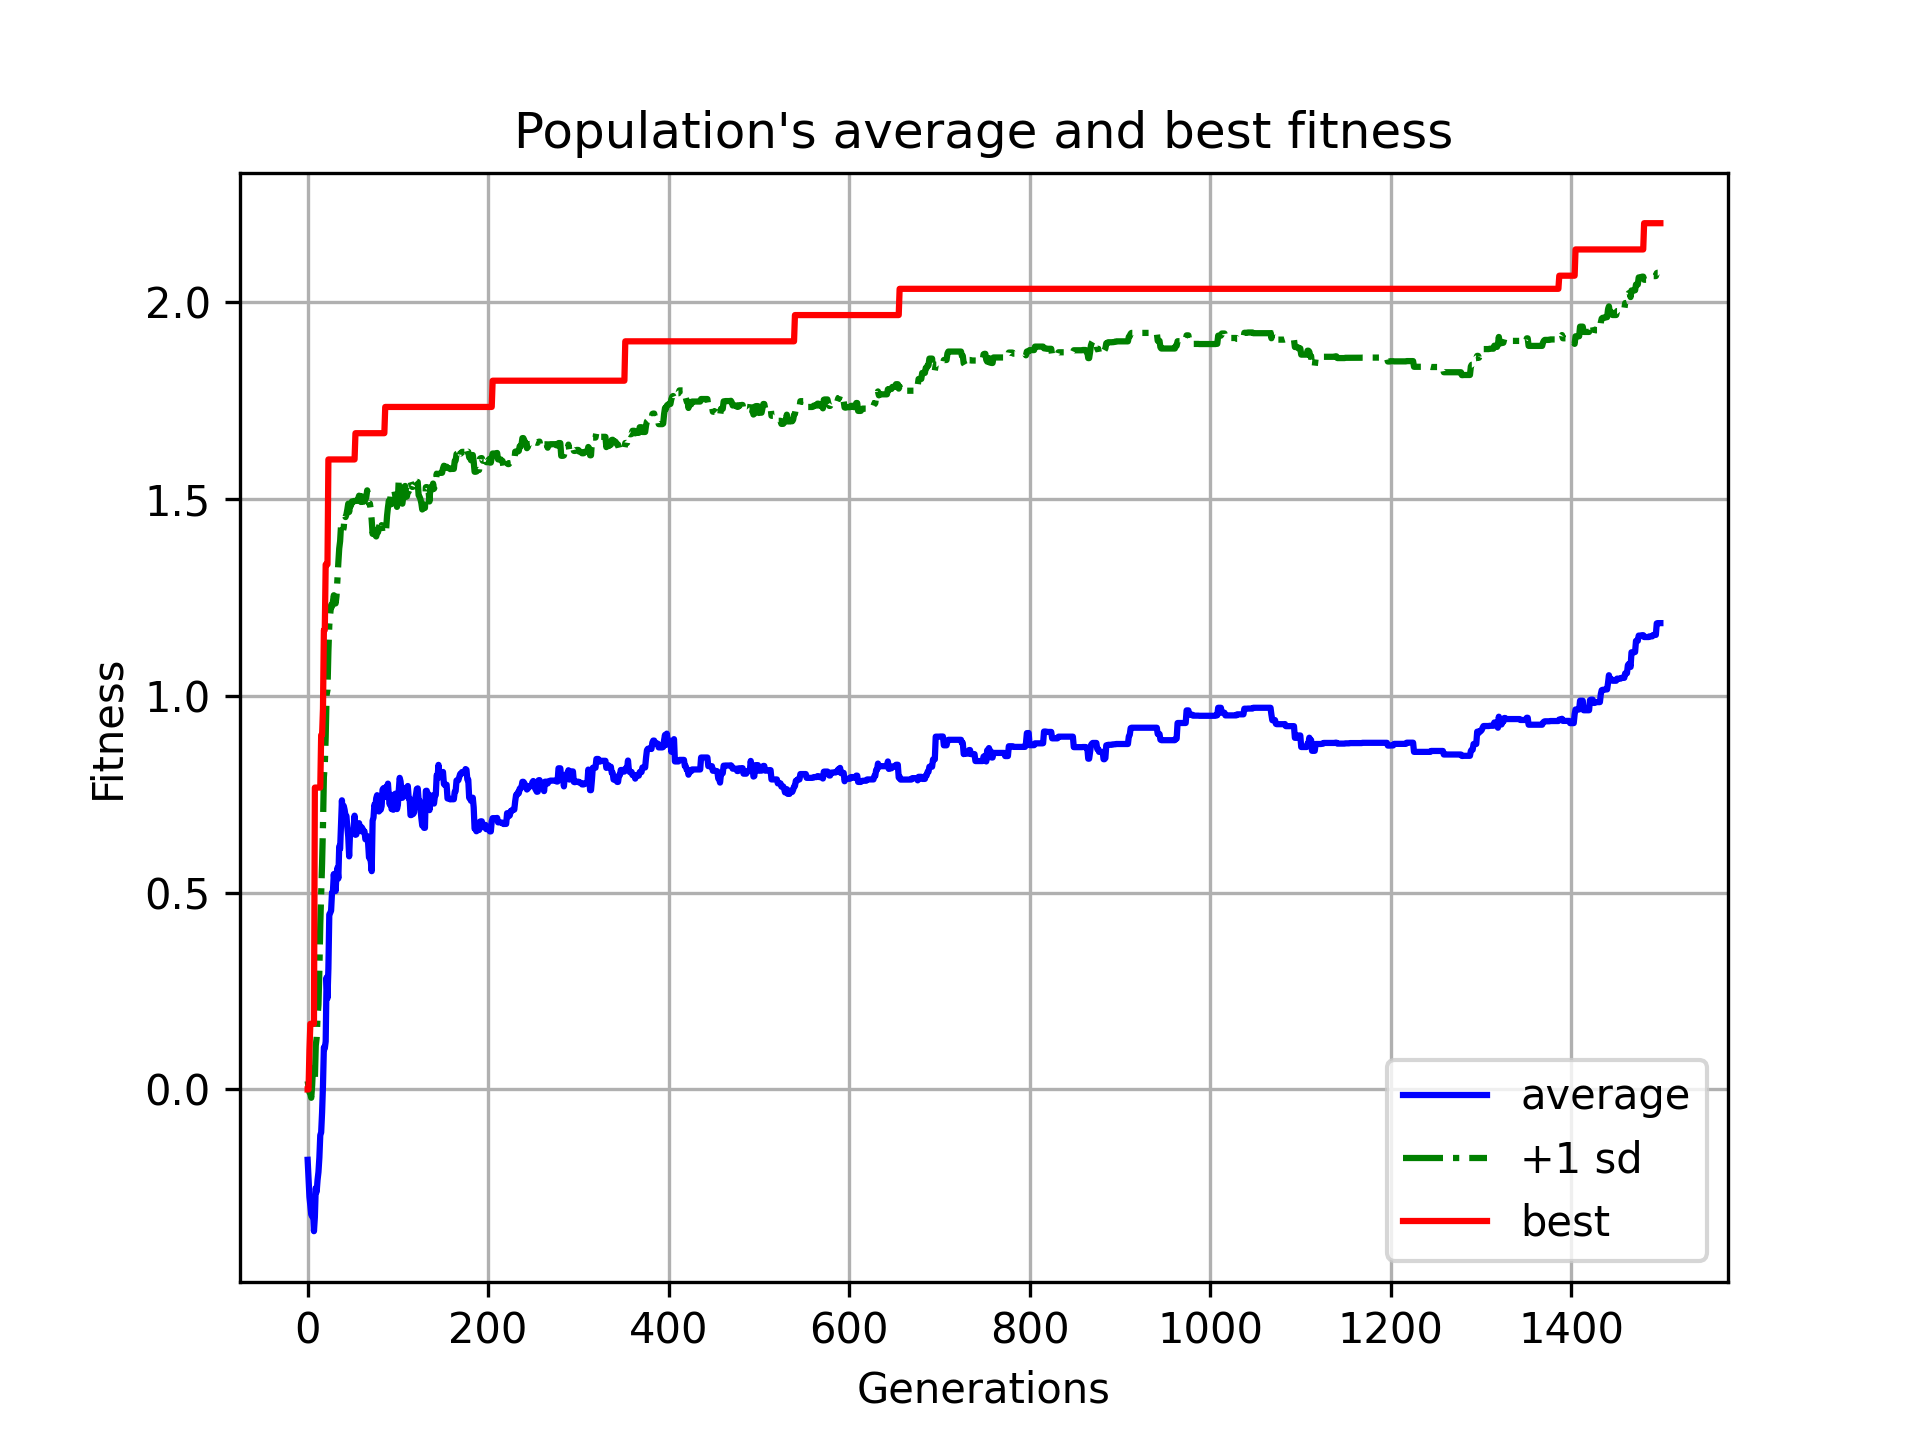 Population's average and best fitness
Fitness
2.0
1.5
1.0
0.5
0.0
0 200 400 600 800 1000 1200 1400
Generations
average
+1 sd
best